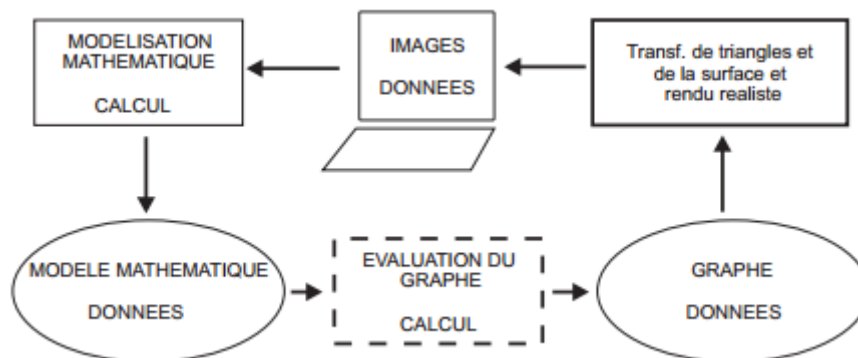 MODELISATION
MATHEMATIQUE
CALCUL
IMAGES
DONNEES
Transf. de triangles et
de la surface et
rendu realiste
MODELE MATHEMATIQUE
DONNEES
EVALUATION DU
GRAPHE
CALCUL
GRAPHE
DONNEES